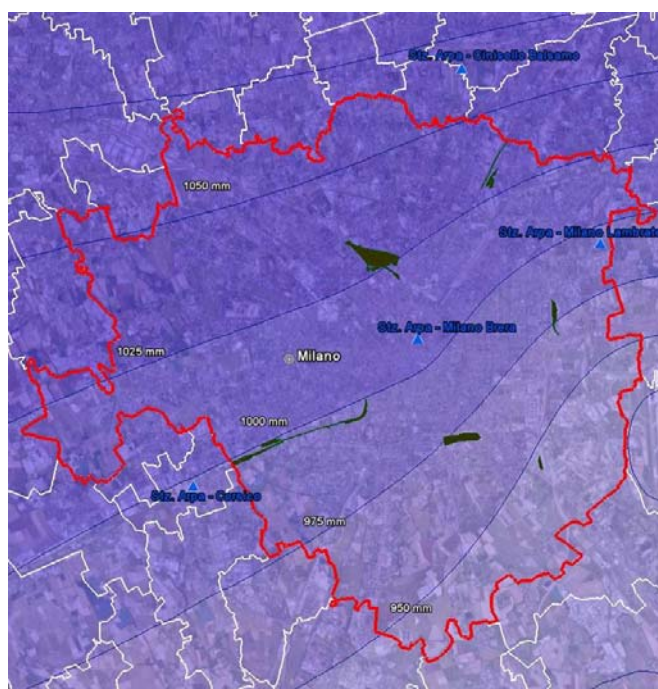 Stz. Arpa - Cinisello Balsamo
1050 mm
Stz. Arpa - Milano Lambrate
Stz. Arpa - Milano Brera
1025 mm
Milano
1000 mm
Stz. Arpa - Corsico
975 mm
950 mm